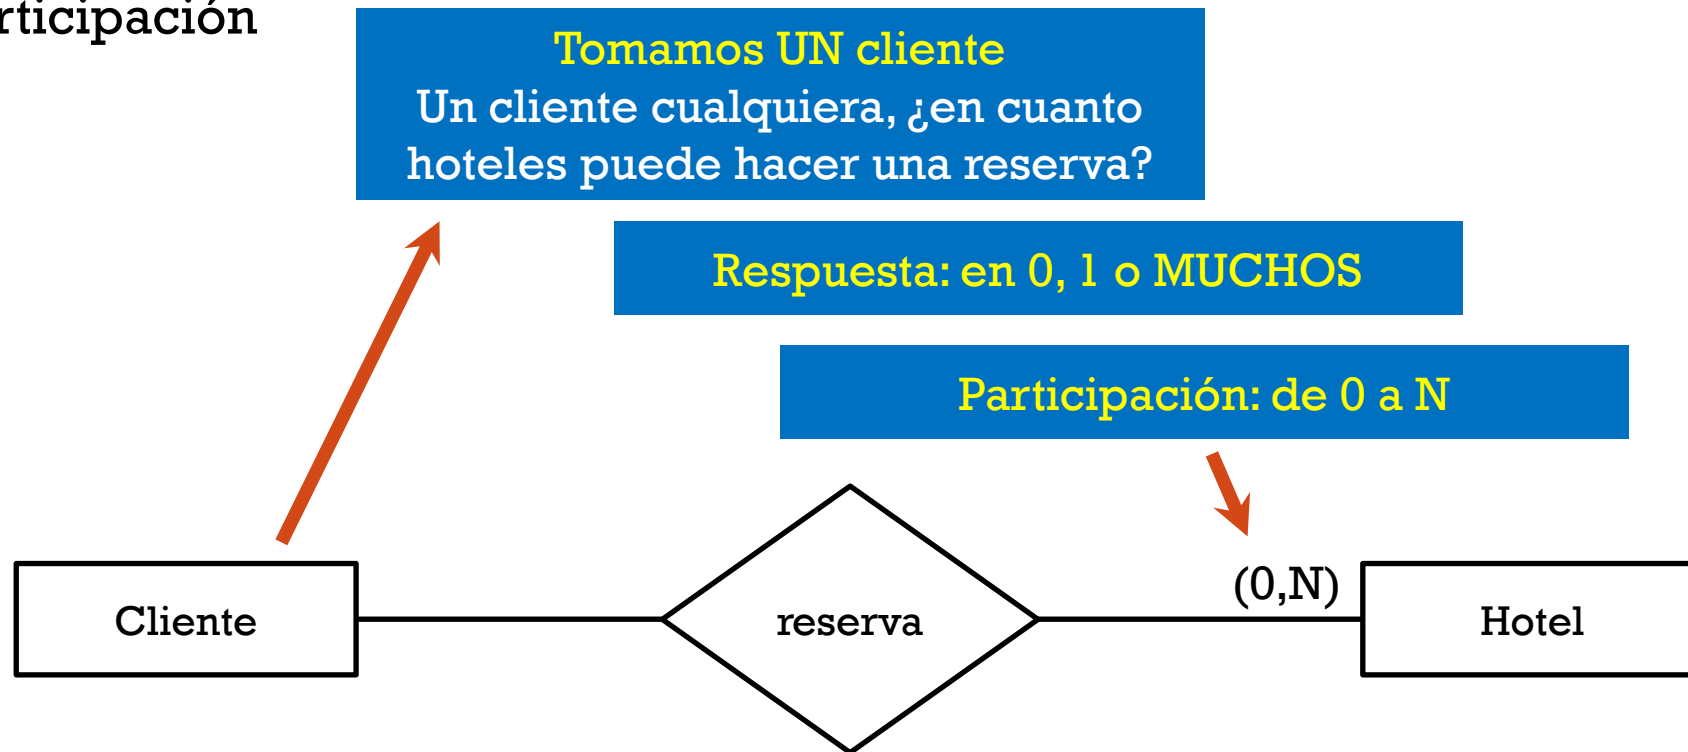 rticipación
Tomamos UN cliente
Un cliente cualquiera, ¿en cuanto
hoteles puede hacer una reserva?
Respuesta: en 0, 1 o MUCHOS
Participación: de 0 a N
(0,N)
Cliente
reserva
Hotel